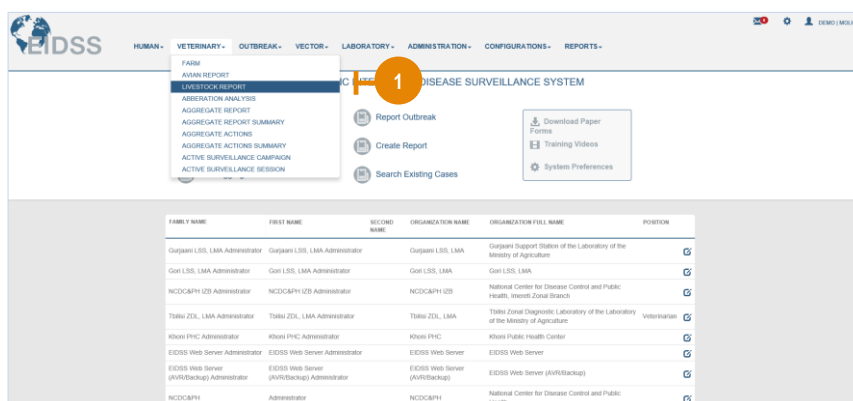 DEMO | MOL
EIDSS
HUMAN VETERINARY OUTBREAK VECTOR LABORATORY ADMINISTRATION CONFIGURATIONS REPORTS
FARM
AVIAN REPORT
LIVESTOCK REPORT
ABBERATION ANALYSIS
AGGREGATE REPORT
AGGREGATE REPORT SUMMARY
AGGREGATE ACTIONS
AGGREGATE ACTIONS SUMMARY
ACTIVE SURVEILLANCE CAMPAIGN
ACTIVE SURVEILLANCE SESSION
1
DISEASE SURVEILLANCE SYSTEM
Report Outbreak
Create Report
Search Existing Cases
Download Paper
Forms
Training Videos
System Preferences
FAMILY NAME FIRST NAME SECOND NAME ORGANIZATION NAME ORGANIZATION FULL NAME POSITION
Gurjaani LSS, LMA Administrator Gurjaani LSS, LMA Administrator Gurjaani LSS, LMA Gurjaani Support Station of the Laboratory of the
Ministry of Agriculture
Gori LSS, LMA Administrator Gori LSS, LMA Administrator Gori LSS, LMA Gori LSS, LMA
NCDC&PH IZB Administrator NCDC&PH IZB Administrator NCDC&PH IZB National Center for Disease Control and Public
Health, Imereti Zonal Branch
Tbilisi ZDL, LMA Administrator Tbilisi ZDL, LMA Administrator Tbilisi ZDL, LMA Tbilisi Zonal Diagnostic Laboratory of the Laboratory Veterinarian
of the Ministry of Agriculture
Khoni PHC Administrator Khoni PHC Administrator Khoni PHC Khoni Public Health Center
EIDSS Web Server Administrator EIDSS Web Server Administrator EIDSS Web Server EIDSS Web Server
EIDSS Web Server EIDSS Web Server EIDSS Web Server EIDSS Web Server (AVR/Backup)
(AVR/Backup) Administrator (AVR/Backup) Administrator (AVR/Backup)
NCDC&PH Administrator NCDC&PH National Center for Disease Control and Public